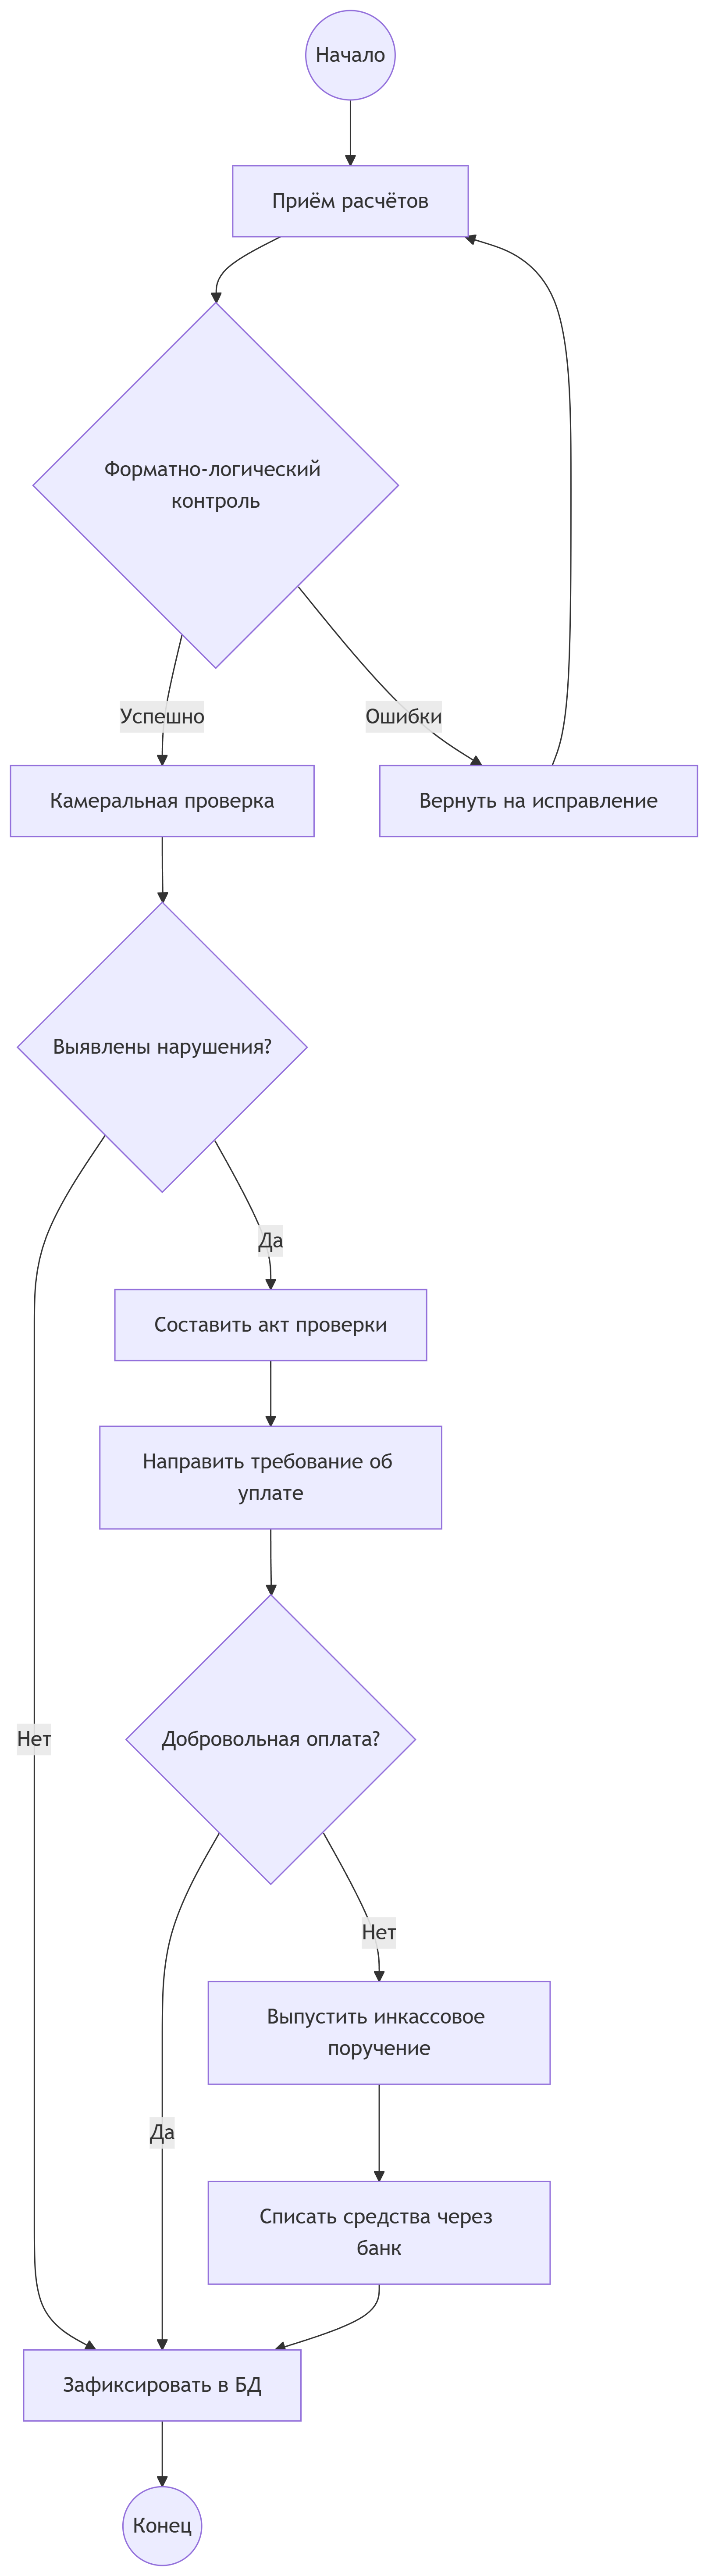 Начало
Приём расчётов
Форматно-логический
контроль
Успешно
Ошибки
Камеральная проверка
Вернуть на исправление
Выявлены нарушения?
Да
Составить акт проверки
Направить требование об
уплате
Нет
Добровольная оплата?
Нет
Выпустить инкассовое
поручение
Да
Списать средства через
банк
Зафиксировать в БД
Конец